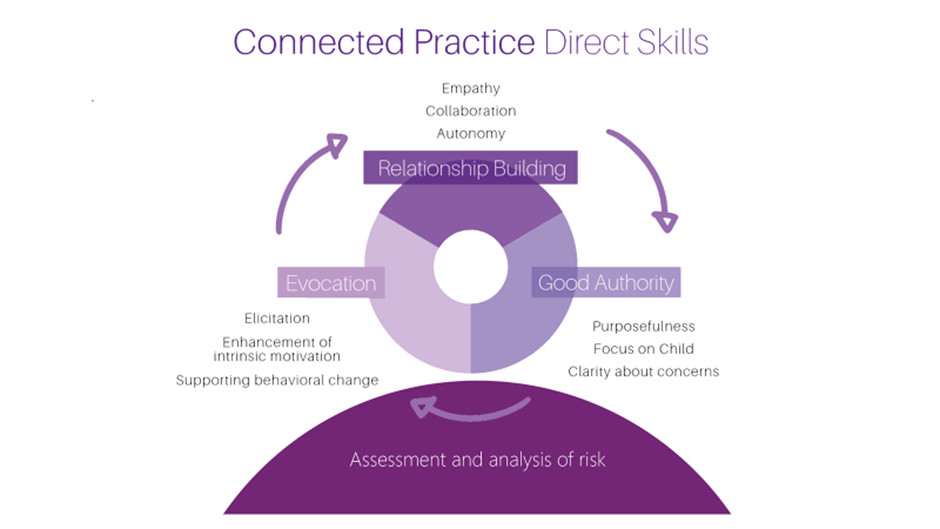 Connected Practice Direct Skills
Empathy
Collaboration
Autonomy
Relationship Building
Evocation
Good Authority
Elicitation
Enhancement of
intrinsic motivation
Supporting behavioral change
Purposefulness
Focus on Child
Clarity about concerns
Assessment and analysis of risk